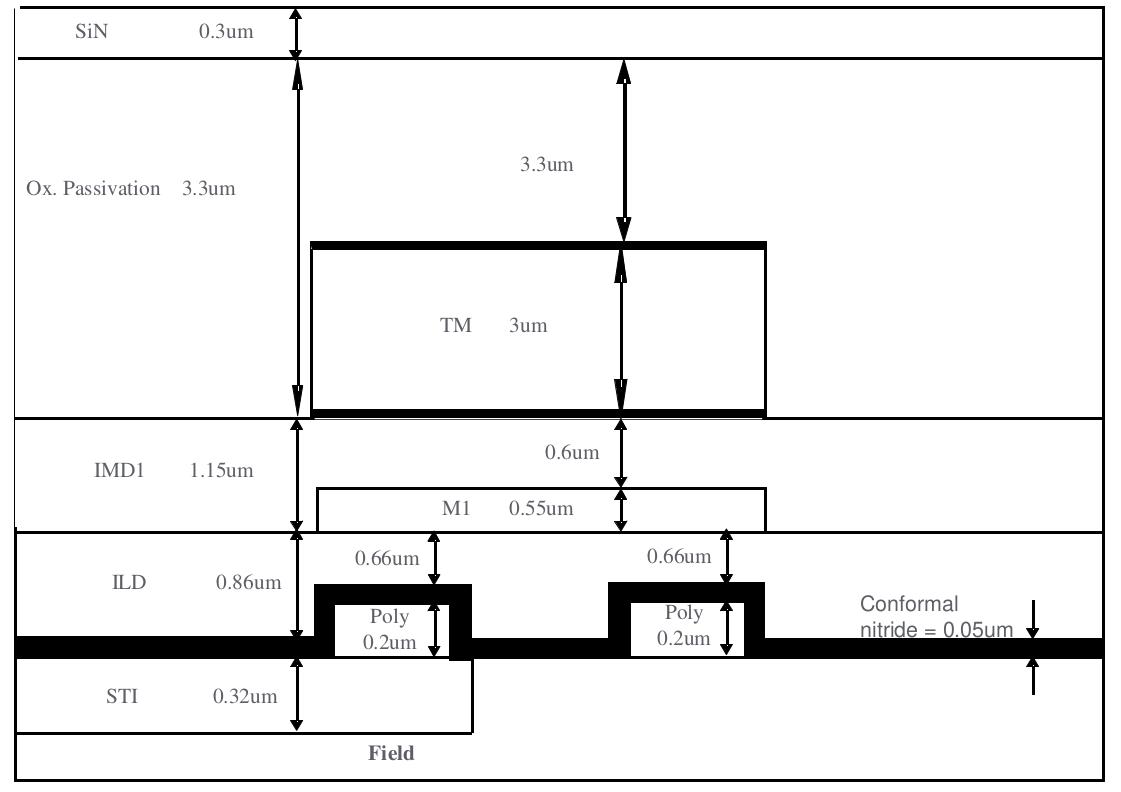 SiN 0.3um
3.3um
Ox. Passivation 3.3um
TM 3um
0.6um
IMD1 1.15um
M1 0.55um
0.66um 0.66um
ILD 0.86um
Conformal
nitride = 0.05um
Poly
0.2um
Poly
0.2um
STI 0.32um
Field